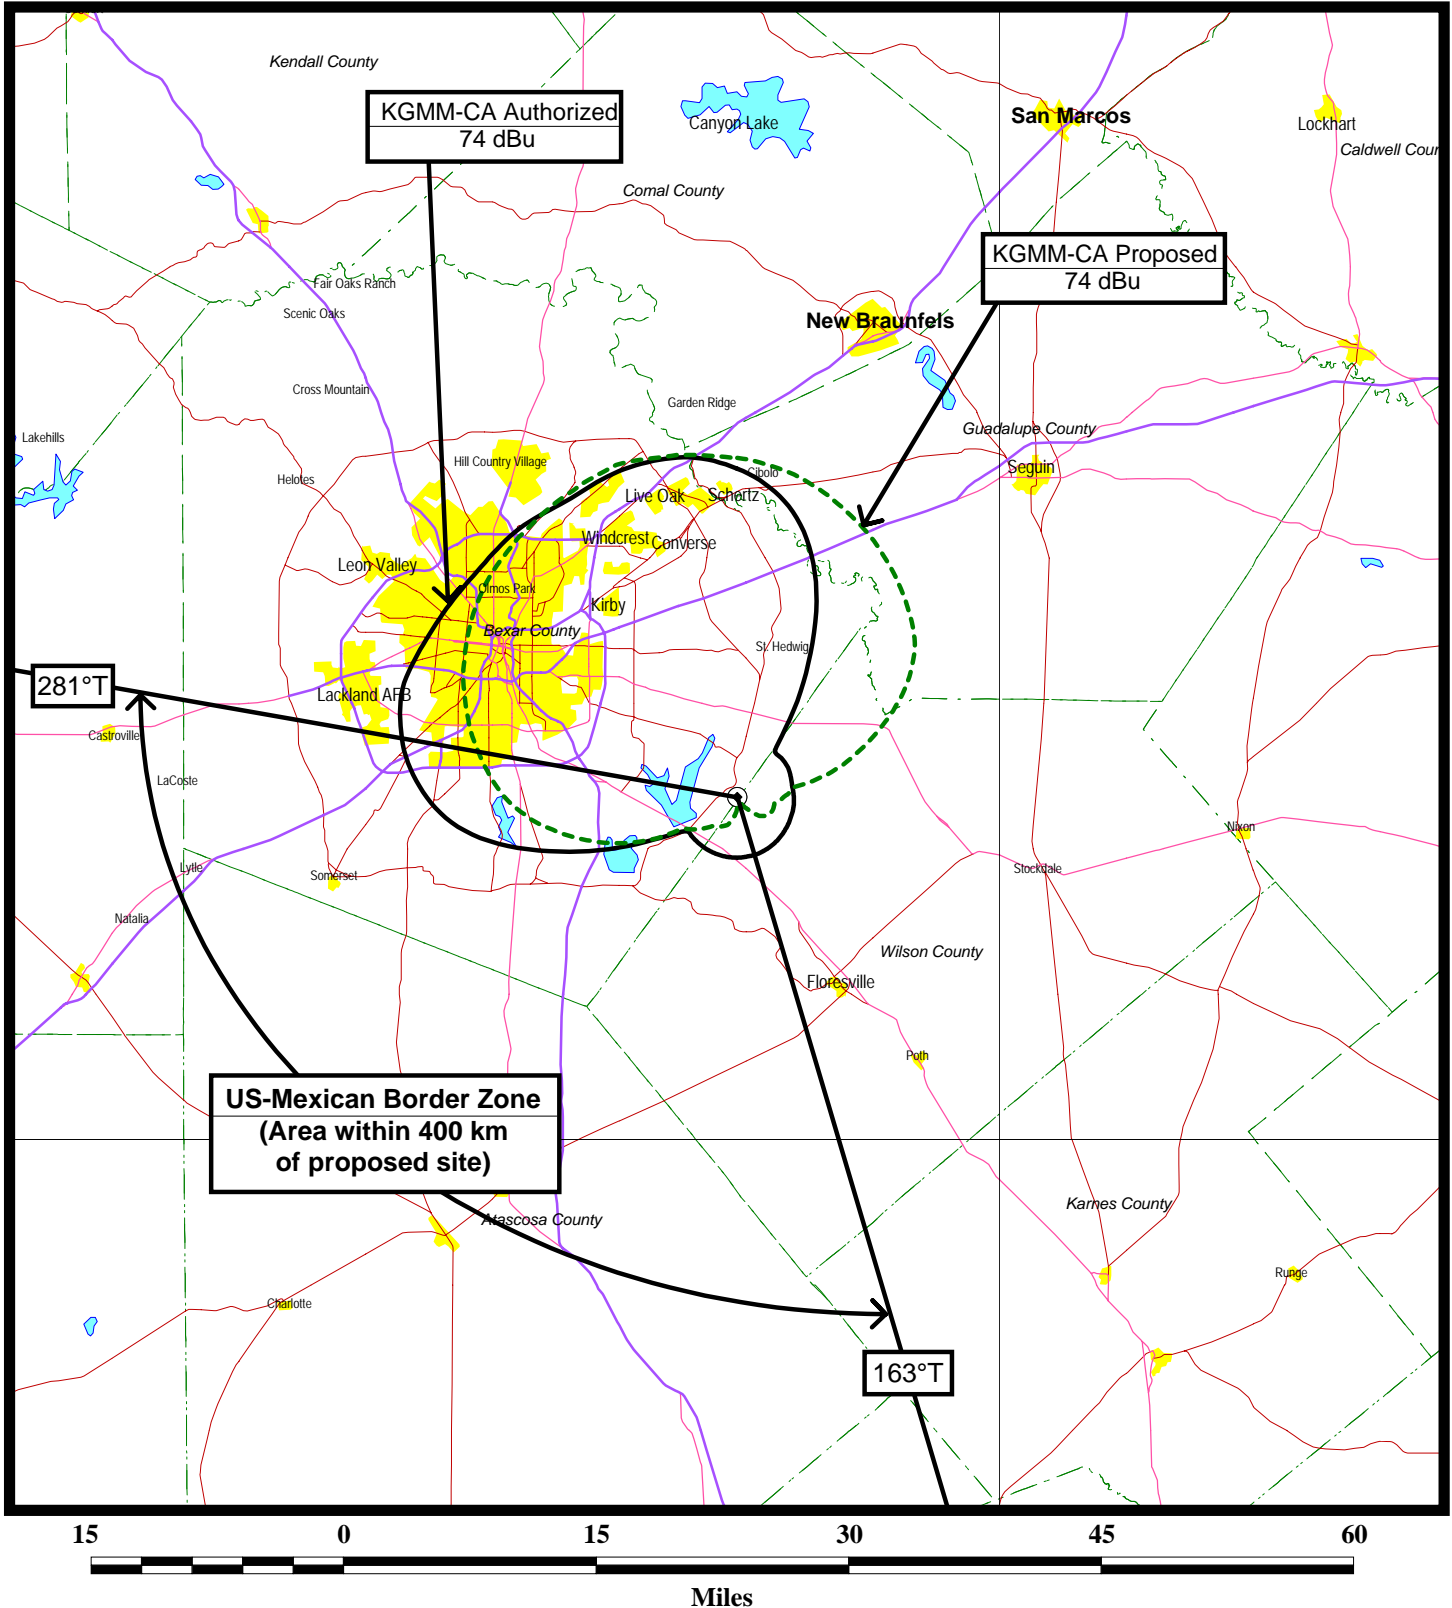 Kendall County
KGMM-CA Authorized
74 dBu
Canyon Lake
San Marcos
Lockhart
Comal County
KGMM-CA Proposed
74 dBu
Fair Oaks Ranch
Scenic Oaks
New Braunfels
Cross Mountain
Garden Ridge
Guadalupe County
Lakehills
Hill Country Village
Cibolo
Seguin
Helotes
Live Oak
Schertz
Windcrest
Converse
Leon Valley
Olmos Park
Kirby
Bexar County
St. Hedwig
281°T
Lackland AFB
Castroville
LaCoste
Nixon
Lytle
Somerset
Stockdale
Natalia
Wilson County
Floresville
Poth
US-Mexican Border Zone
(Area within 400 km
of proposed site)
Karnes County
Atascosa County
Runge
Charlotte
163°T
15 0 15 30 45 60
Miles